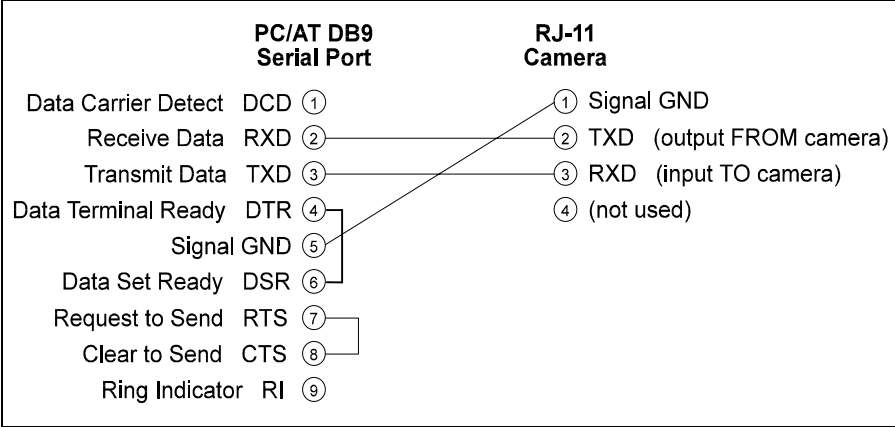 PC/AT DB9 Serial Port
RJ-11 Camera
Data Carrier Detect DCD 1
1 Signal GND
Receive Data RXD 2
2 TXD (output FROM camera)
Transmit Data TXD 3
3 RXD (input TO camera)
Data Terminal Ready DTR 4
4 (not used)
Signal GND 5
Data Set Ready DSR 6
Request to Send RTS 7
Clear to Send CTS 8
Ring Indicator RI 9